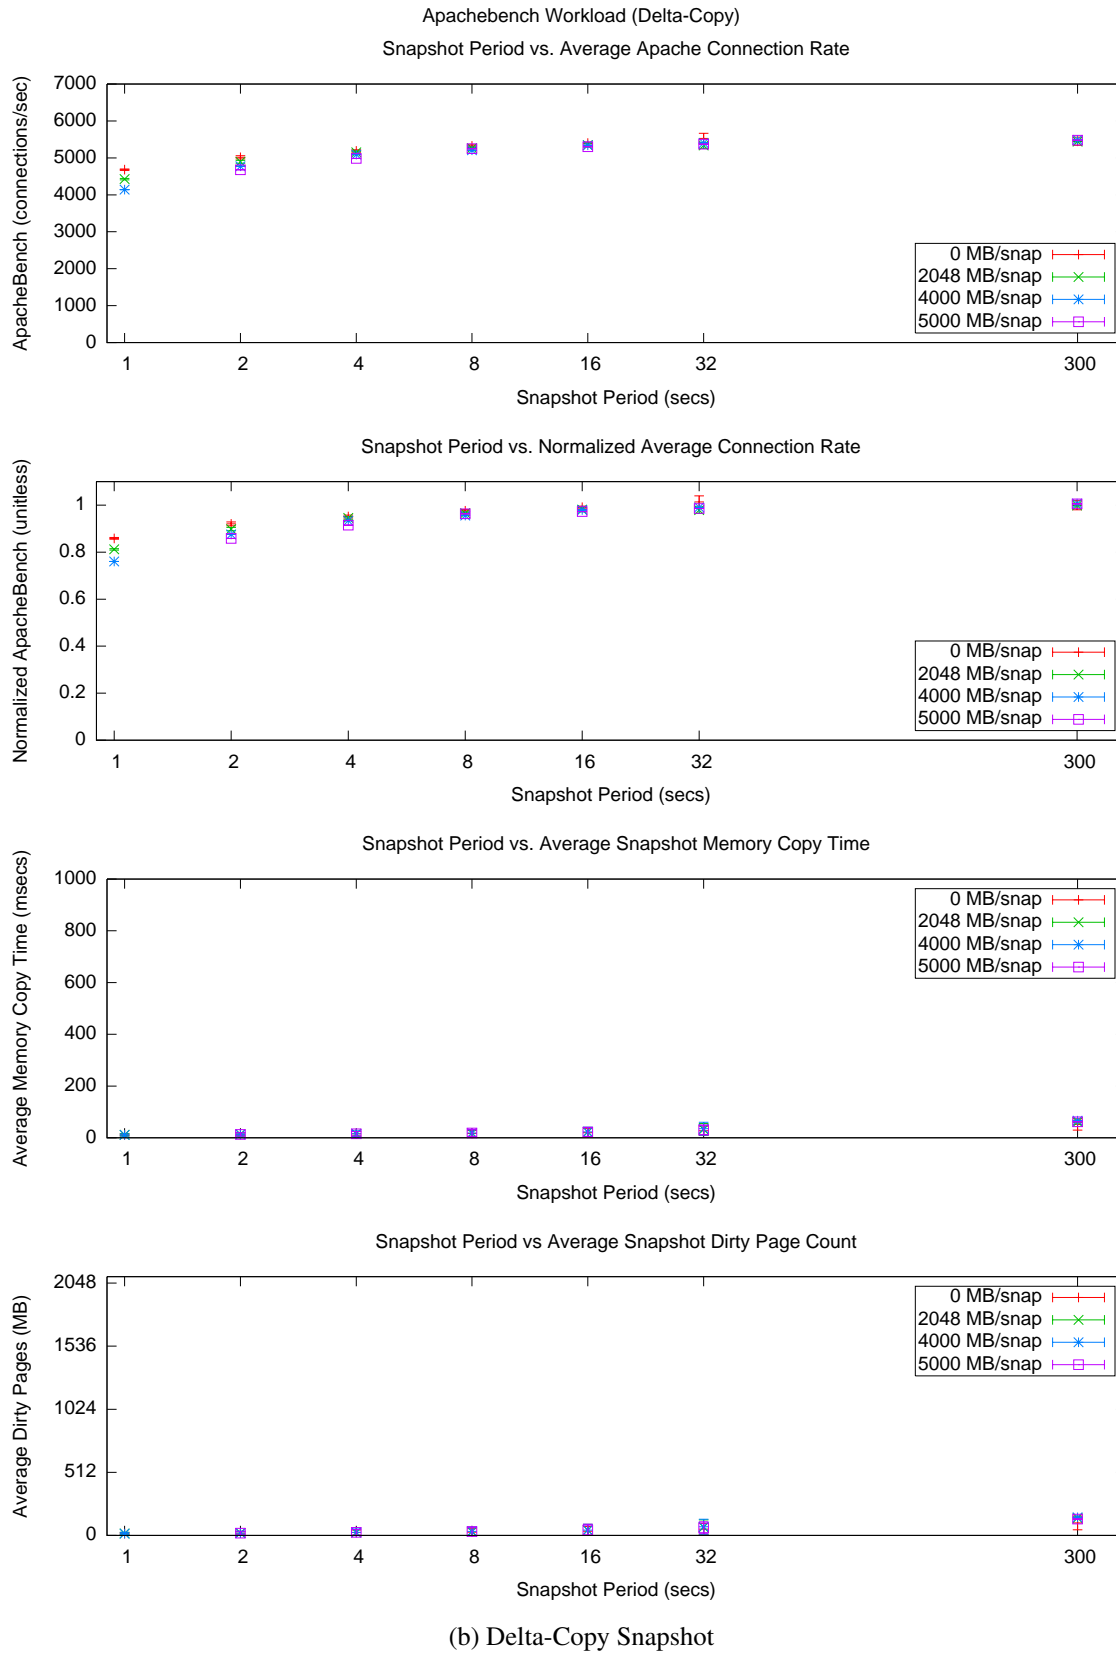 Apachebench Workload (Delta-Copy)
Snapshot Period vs. Average Apache Connection Rate
ApacheBench (connections/sec)
7000
6000
5000
4000
3000
2000
1000
0
0 MB/snap
2048 MB/snap
4000 MB/snap
5000 MB/snap
1 2 4 8 16 32 300
Snapshot Period (secs)
Snapshot Period vs. Normalized Average Connection Rate
Normalized ApacheBench (unitless)
1
0.8
0.6
0.4
0.2
0
0 MB/snap
2048 MB/snap
4000 MB/snap
5000 MB/snap
1 2 4 8 16 32 300
Snapshot Period (secs)
Snapshot Period vs. Average Snapshot Memory Copy Time
Average Memory Copy Time (msecs)
1000
800
600
400
200
0
0 MB/snap
2048 MB/snap
4000 MB/snap
5000 MB/snap
1 2 4 8 16 32 300
Snapshot Period (secs)
Snapshot Period vs Average Snapshot Dirty Page Count
Average Dirty Pages (MB)
2048
1536
1024
512
0
0 MB/snap
2048 MB/snap
4000 MB/snap
5000 MB/snap
1 2 4 8 16 32 300
Snapshot Period (secs)
(b) Delta-Copy Snapshot